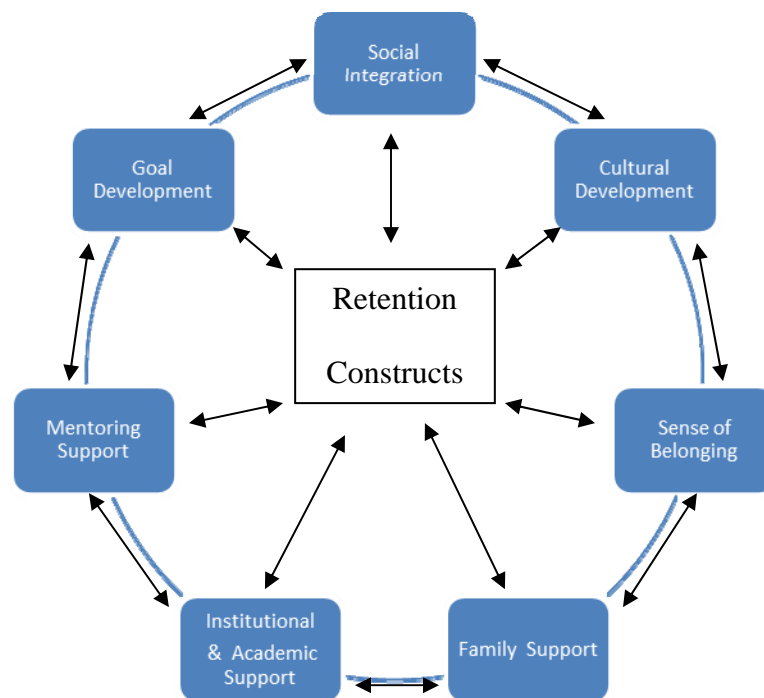 Social
Integration
Goal
Development
Cultural
Development
Retention
Constructs
Mentoring
Support
Sense of
Belonging
Institutional
& Academic
Support
Family Support